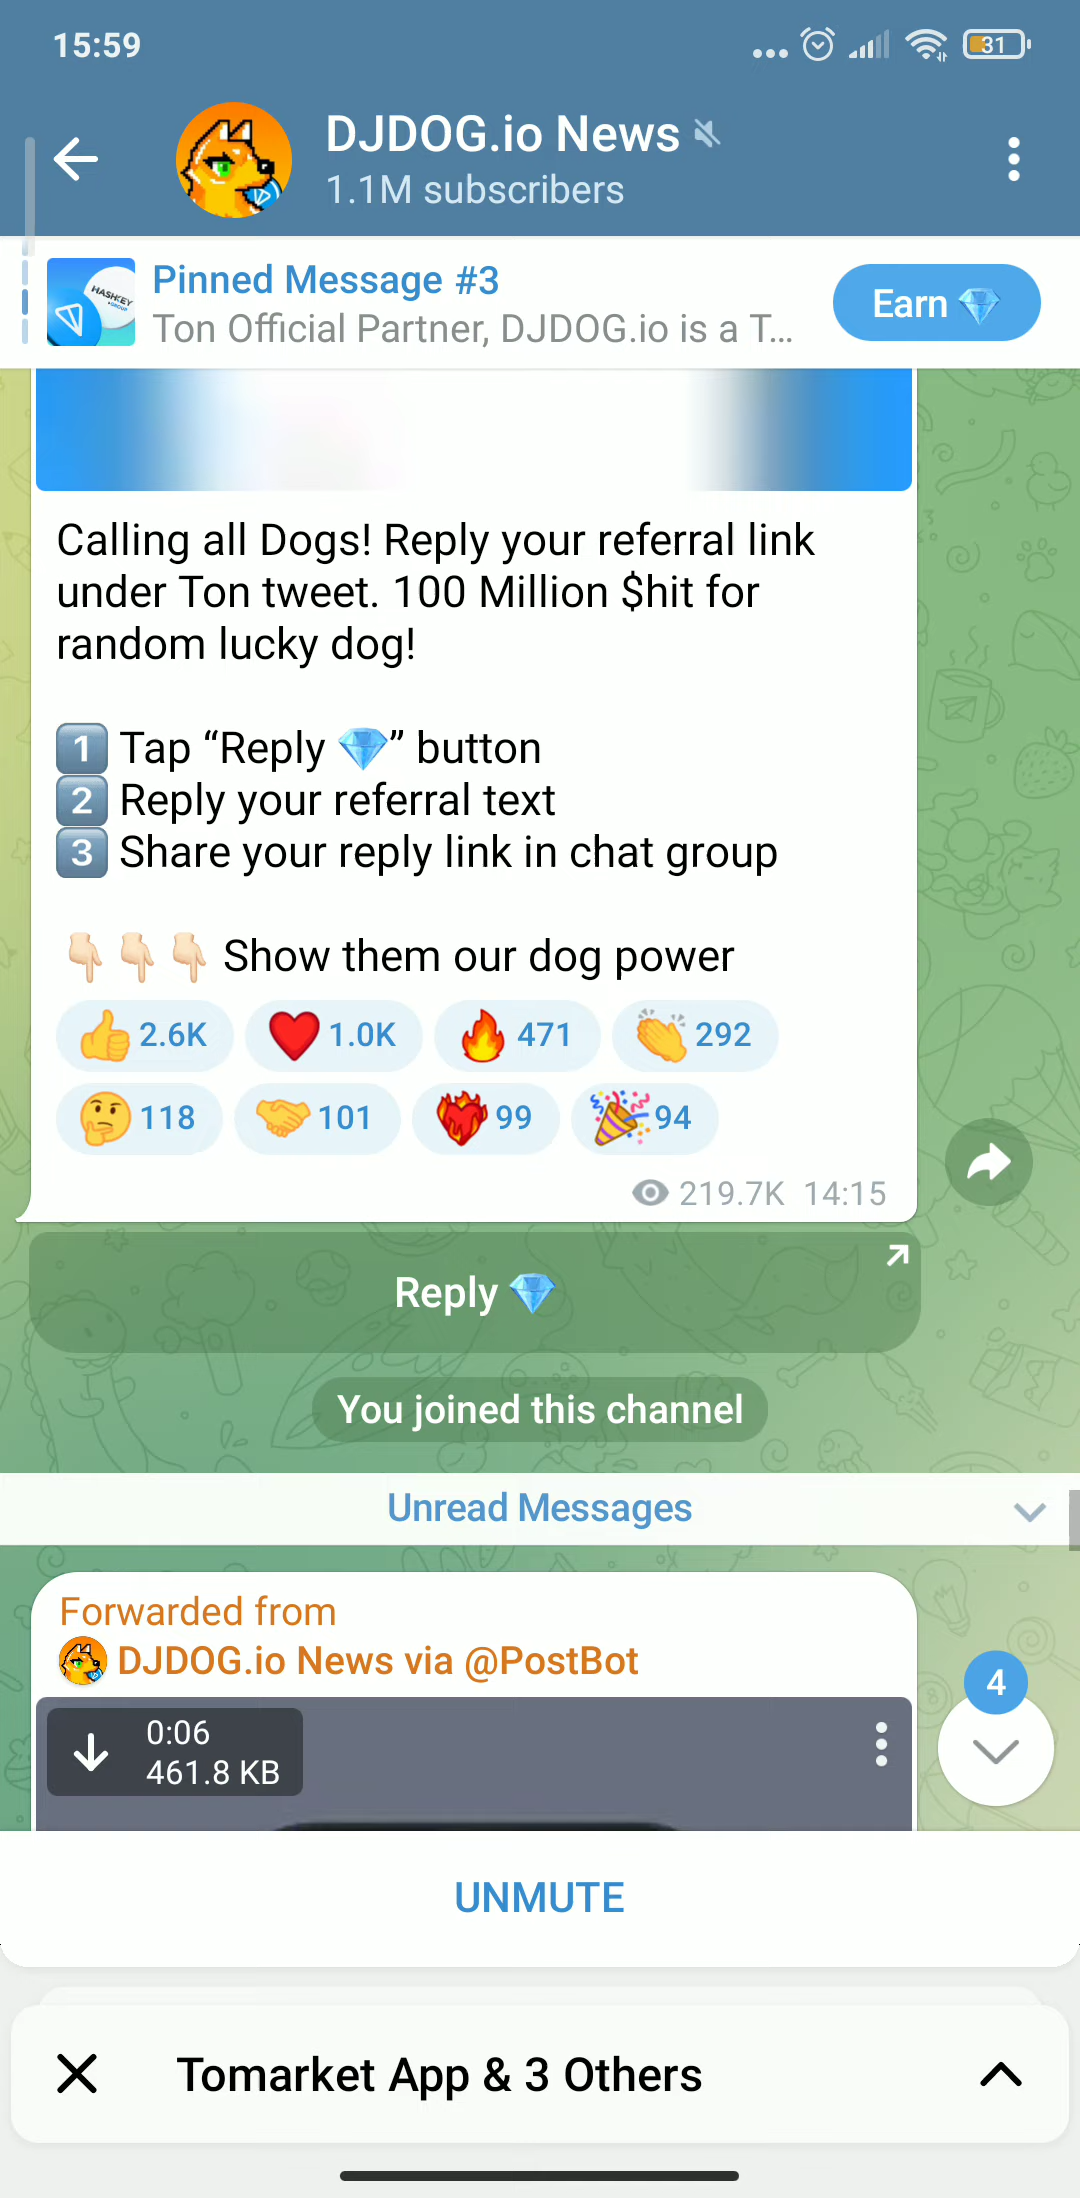 15:59
31
DJDOG.io News
1.1M subscribers
HASHKEY
GROUP
Pinned Message #3
Ton Official Partner, DJDOG.io is a T...
Earn 💎
Calling all Dogs! Reply your referral link
under Ton tweet. 100 Million $hit for
random lucky dog!
1️⃣ Tap “Reply 💎” button
2️⃣ Reply your referral text
3️⃣ Share your reply link in chat group
👇🏻👇🏻👇🏻 Show them our dog power
👍 2.6K ❤️ 1.0K 🔥 471 👏 292
🤔 118 🤝 101 ❤️‍🔥 99 🎉 94
219.7K 14:15
Reply 💎
You joined this channel
Unread Messages
Forwarded from
DJDOG.io News via @PostBot
0:06
461.8 KB
4
UNMUTE
Tomarket App & 3 Others